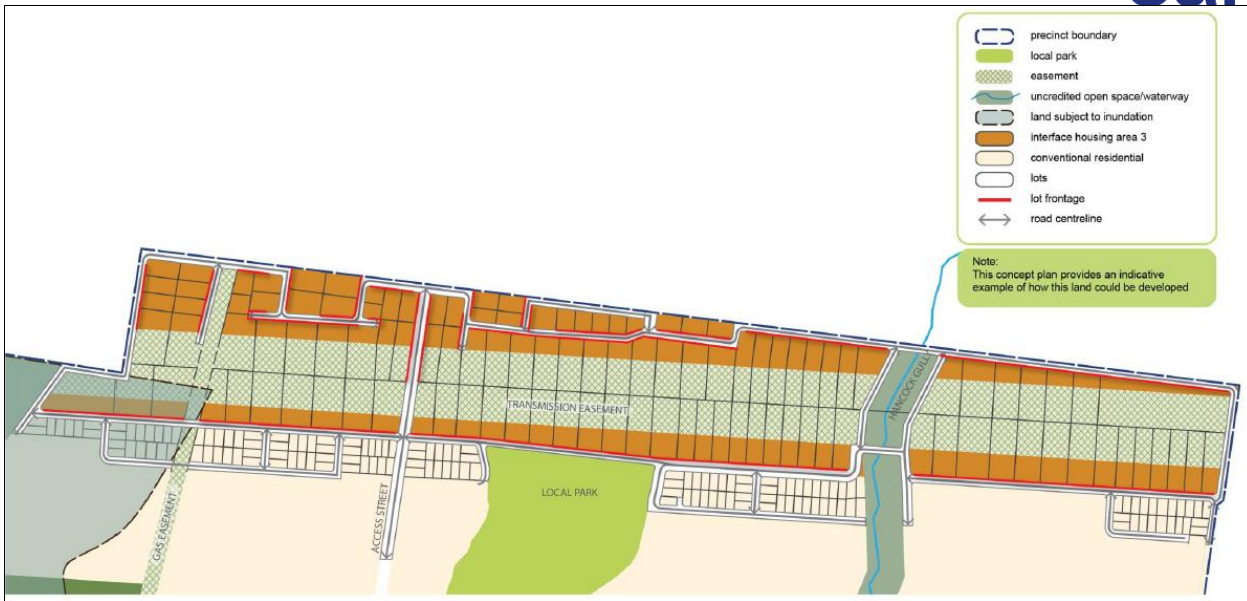 precinct boundary
local park
easement
uncredited open space/waterway
land subject to inundation
interface housing area 3
conventional residential
lots
lot frontage
road centreline
Note:
This concept plan provides an indicative
example of how this land could be developed
HANCOCK GULLY
TRANSMISSION EASEMENT
LOCAL PARK
ACCESS STREET
GAS EASEMENT